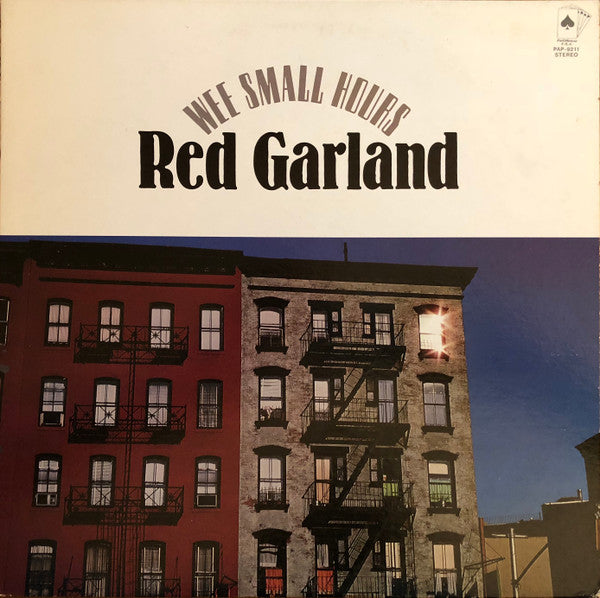 PAP-9211
STEREO
WEE SMALL HOURS
Red Garland